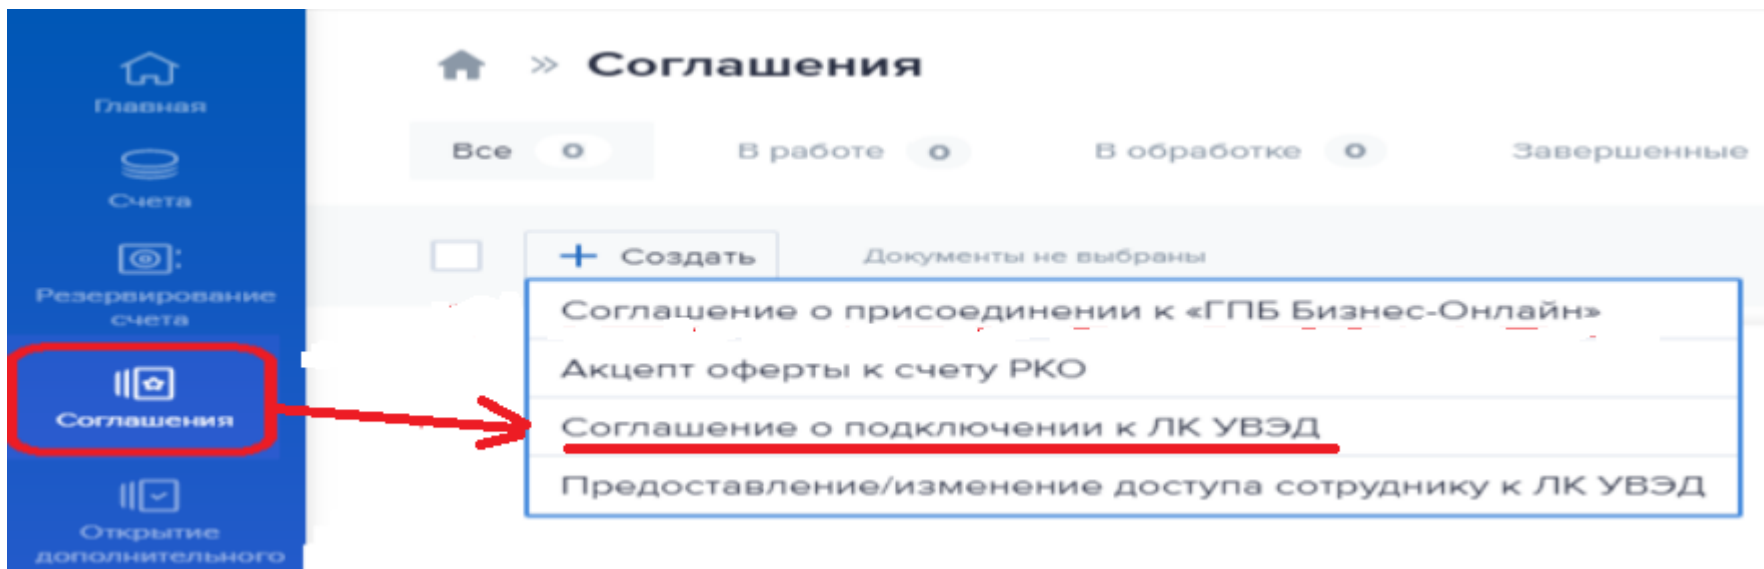 Главная
Счета
Резервирование
счета
Соглашения
Открытие
дополнительного
» Соглашения
Все 0 В работе 0 В обработке 0 Завершенные
+ Создать Документы не выбраны
Соглашение о присоединении к «ГПБ Бизнес-Онлайн»
Акцепт оферты к счету РКО
Соглашение о подключении к ЛК УВЭД
Предоставление/изменение доступа сотруднику к ЛК УВЭД